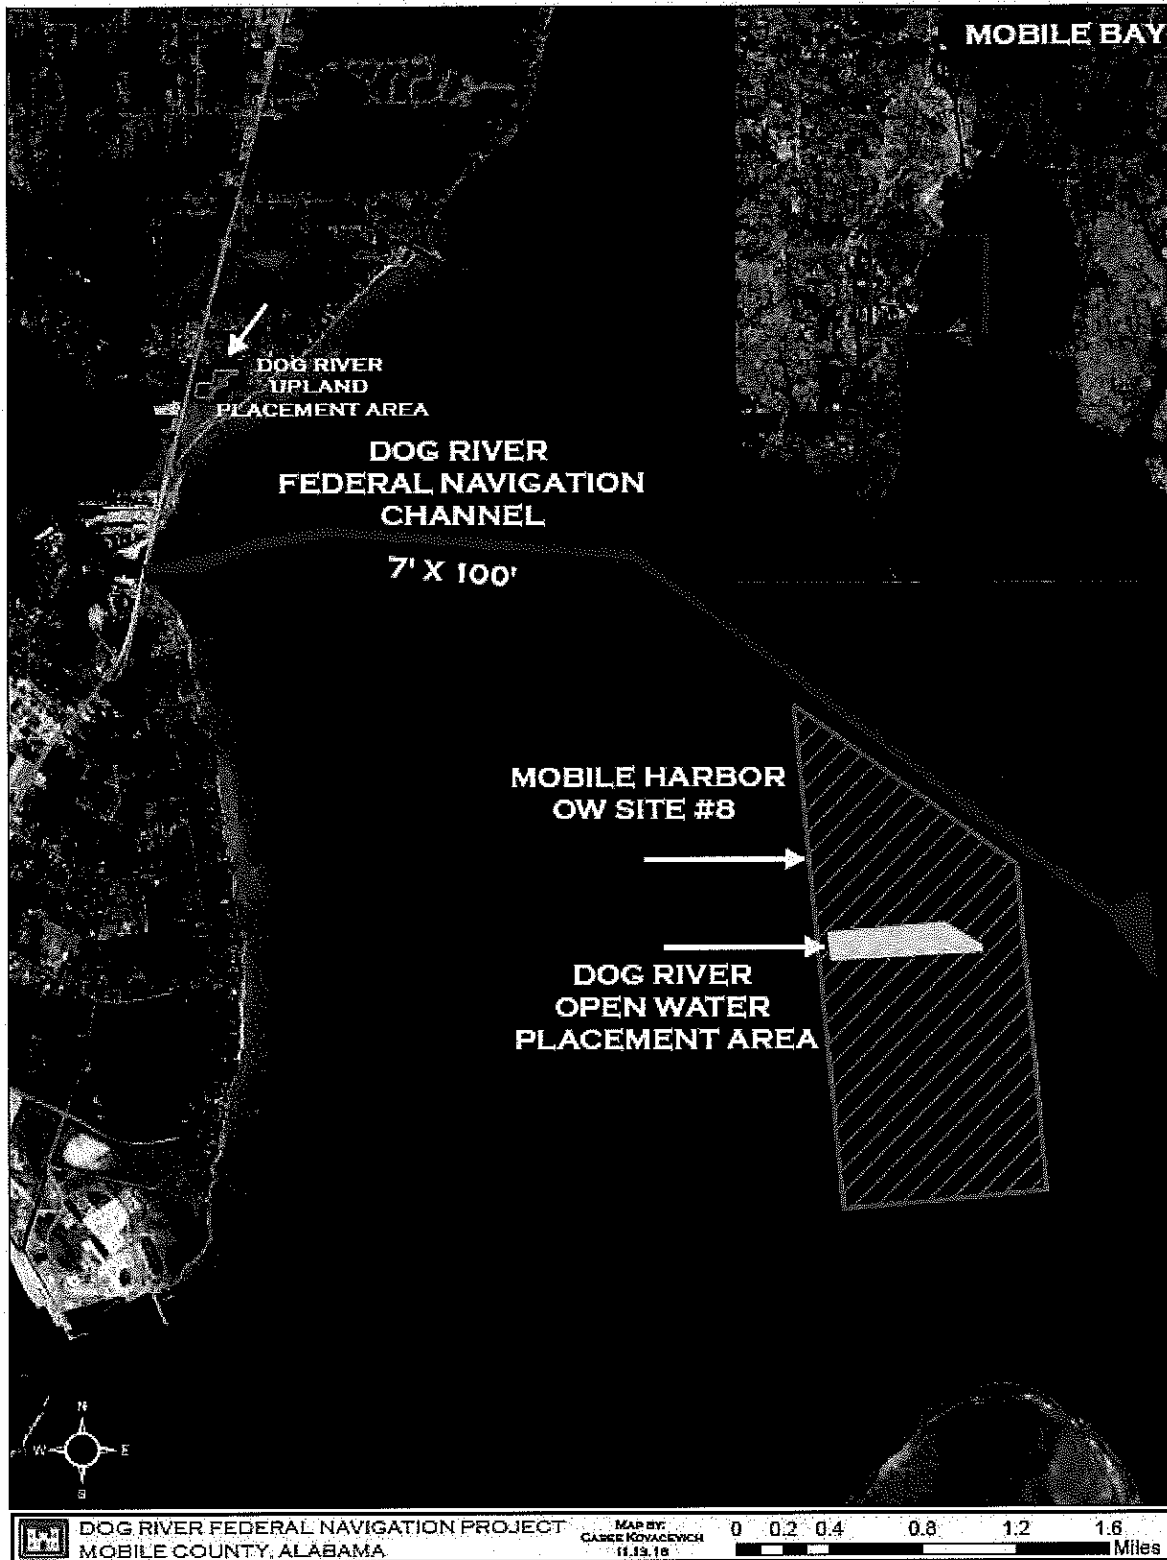 MOBILE BAY
DOG RIVER
UPLAND
PLACEMENT AREA
DOG RIVER
FEDERAL NAVIGATION
CHANNEL
7' X 100'
MOBILE HARBOR
OW SITE #8
DOG RIVER
OPEN WATER
PLACEMENT AREA
N
W E
S
DOG RIVER FEDERAL NAVIGATION PROJECT
MOBILE COUNTY, ALABAMA
MAP BY:
KOVACEVICH
0 0.2 0.4 0.8 1.2 1.6
Miles